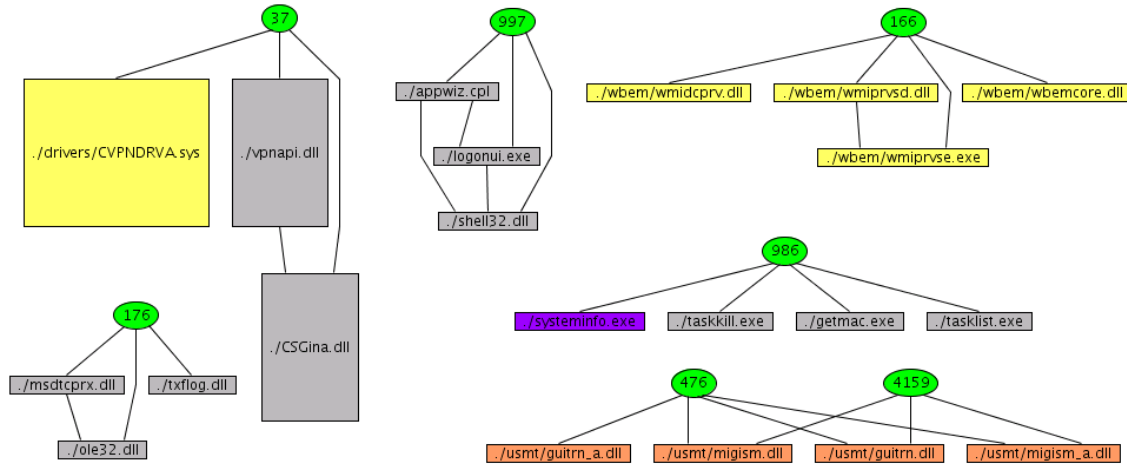 37
997
166
./drivers/CVPNDRVA.sys
./vpnapi.dll
./CSGina.dll
./appwiz.cpl
./logonui.exe
./shell32.dll
./wbem/wmidcprv.dll
./wbem/wmiprvsd.dll
./wbem/wbemcore.dll
./wbem/wmiprvse.exe
986
./systeminfo.exe
./taskkill.exe
./getmac.exe
./tasklist.exe
176
./msdtcprx.dll
./txflog.dll
./ole32.dll
476
4159
./usmt/guitrn_a.dll
./usmt/migism.dll
./usmt/guitrn.dll
./usmt/migism_a.dll